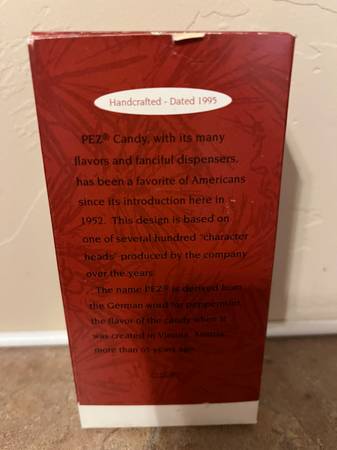 Handcrafted - Dated 1995
PEZ® Candy, with its many
flavors and fanciful dispensers,
has been a favorite of Americans
since its introduction here in
1952. This design is based on
one of several hundred "character
heads" produced by the company
over the years.
The name PEZ® is derived from
the German word for peppermint,
the flavor of the candy when it
was created in Vienna, Austria,
more than 65 years ago.